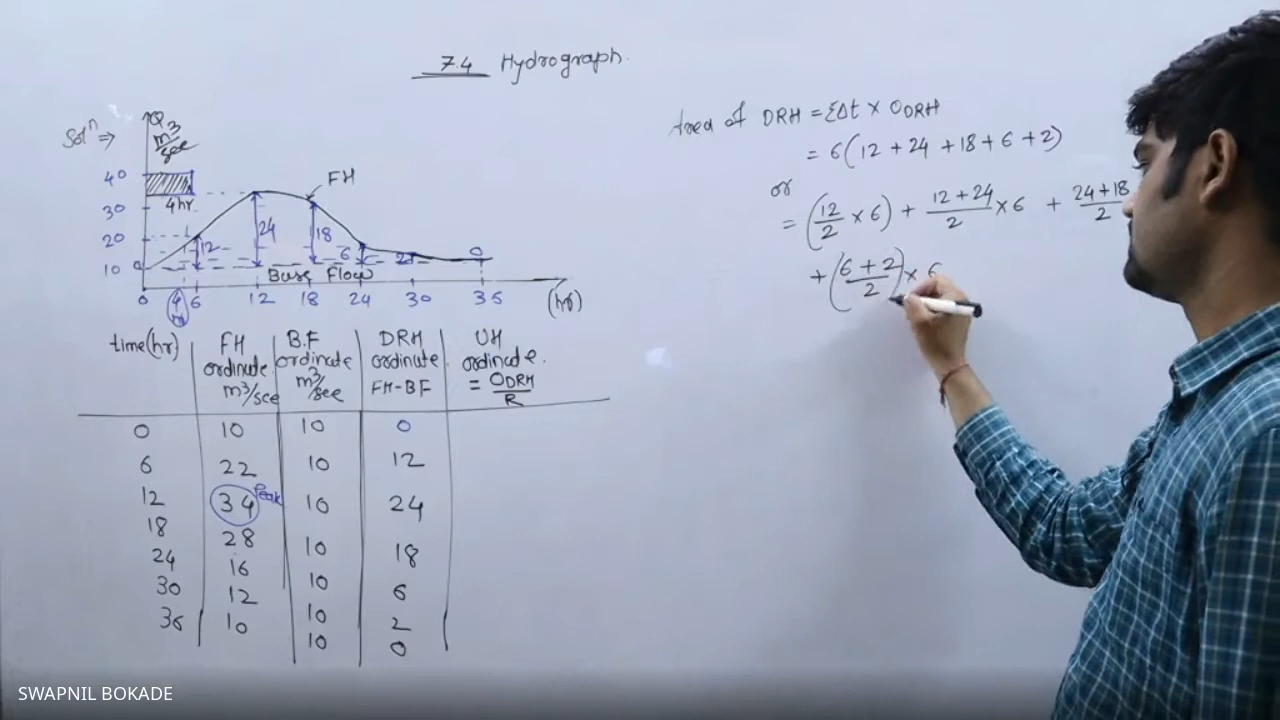 7.4 Hydrograph.
Solⁿ ⇒
Q m³/sec
40
30
20
10
4hr
FH
12
24
18
6
2
0
Base Flow
0 4 6 12 18 24 30 36 (hr)
time(hr) FH ordinate m³/sec B.F ordinate m³/sec DRH ordinate FH-BF UH ordinate. = ODRH/R
0 10 10 0
6 22 10 12
12 34 Peak 10 24
18 28 10 18
24 16 10 6
30 12 10 2
36 10 10 0
Area of DRH = ΣΔt × ODRH
= 6(12 + 24 + 18 + 6 + 2)
or
= (12/2 × 6) + 12+24/2 × 6 + 24+18/2
+ (6+2/2) × 6
SWAPNIL BOKADE